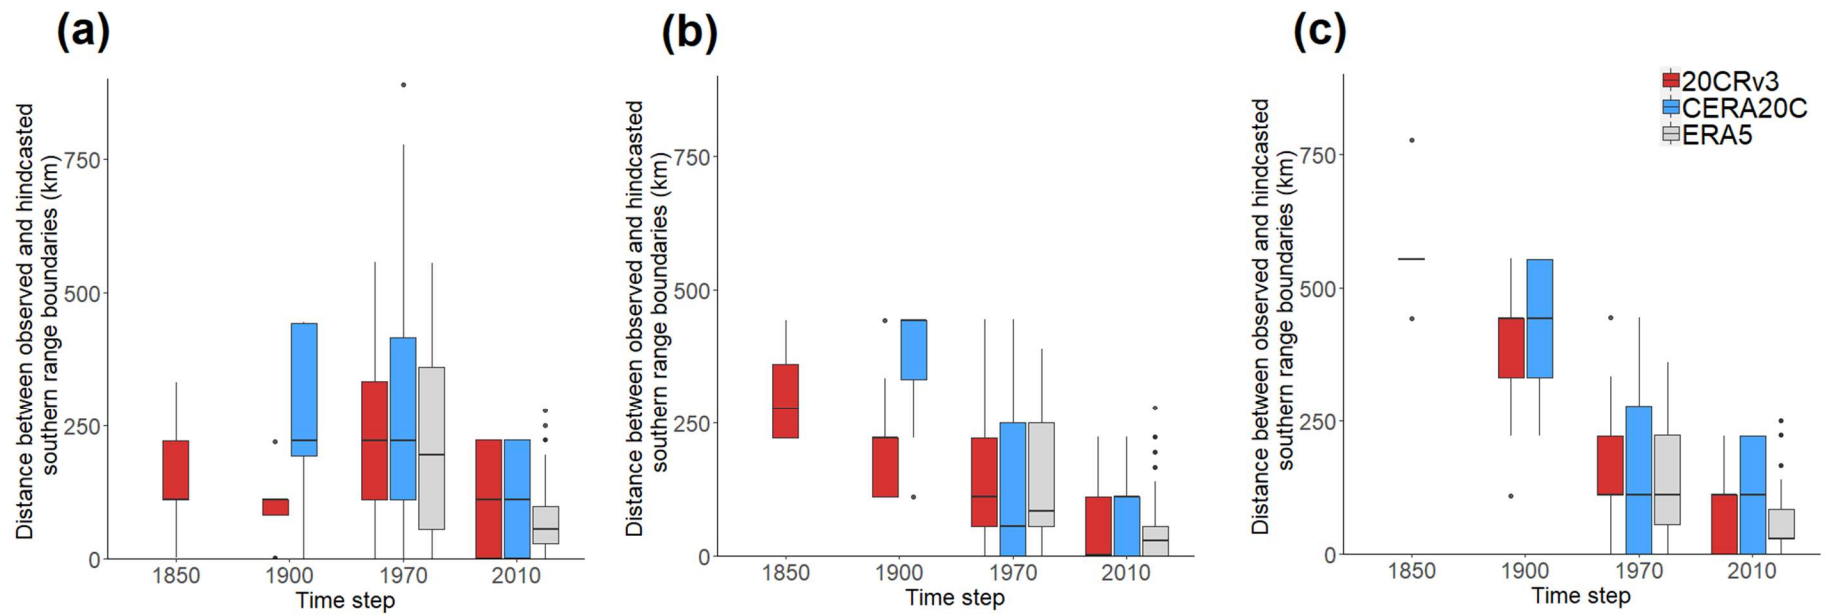 (a)
Distance between observed and hindcasted
southern range boundaries (km)
750
500
250
0
1850
1900
1970
2010
Time step
(b)
Distance between observed and hindcasted
southern range boundaries (km)
750
500
250
0
1850
1900
1970
2010
Time step
(c)
Distance between observed and hindcasted
southern range boundaries (km)
750
500
250
0
1850
1900
1970
2010
Time step
20CRv3
CERA20C
ERA5